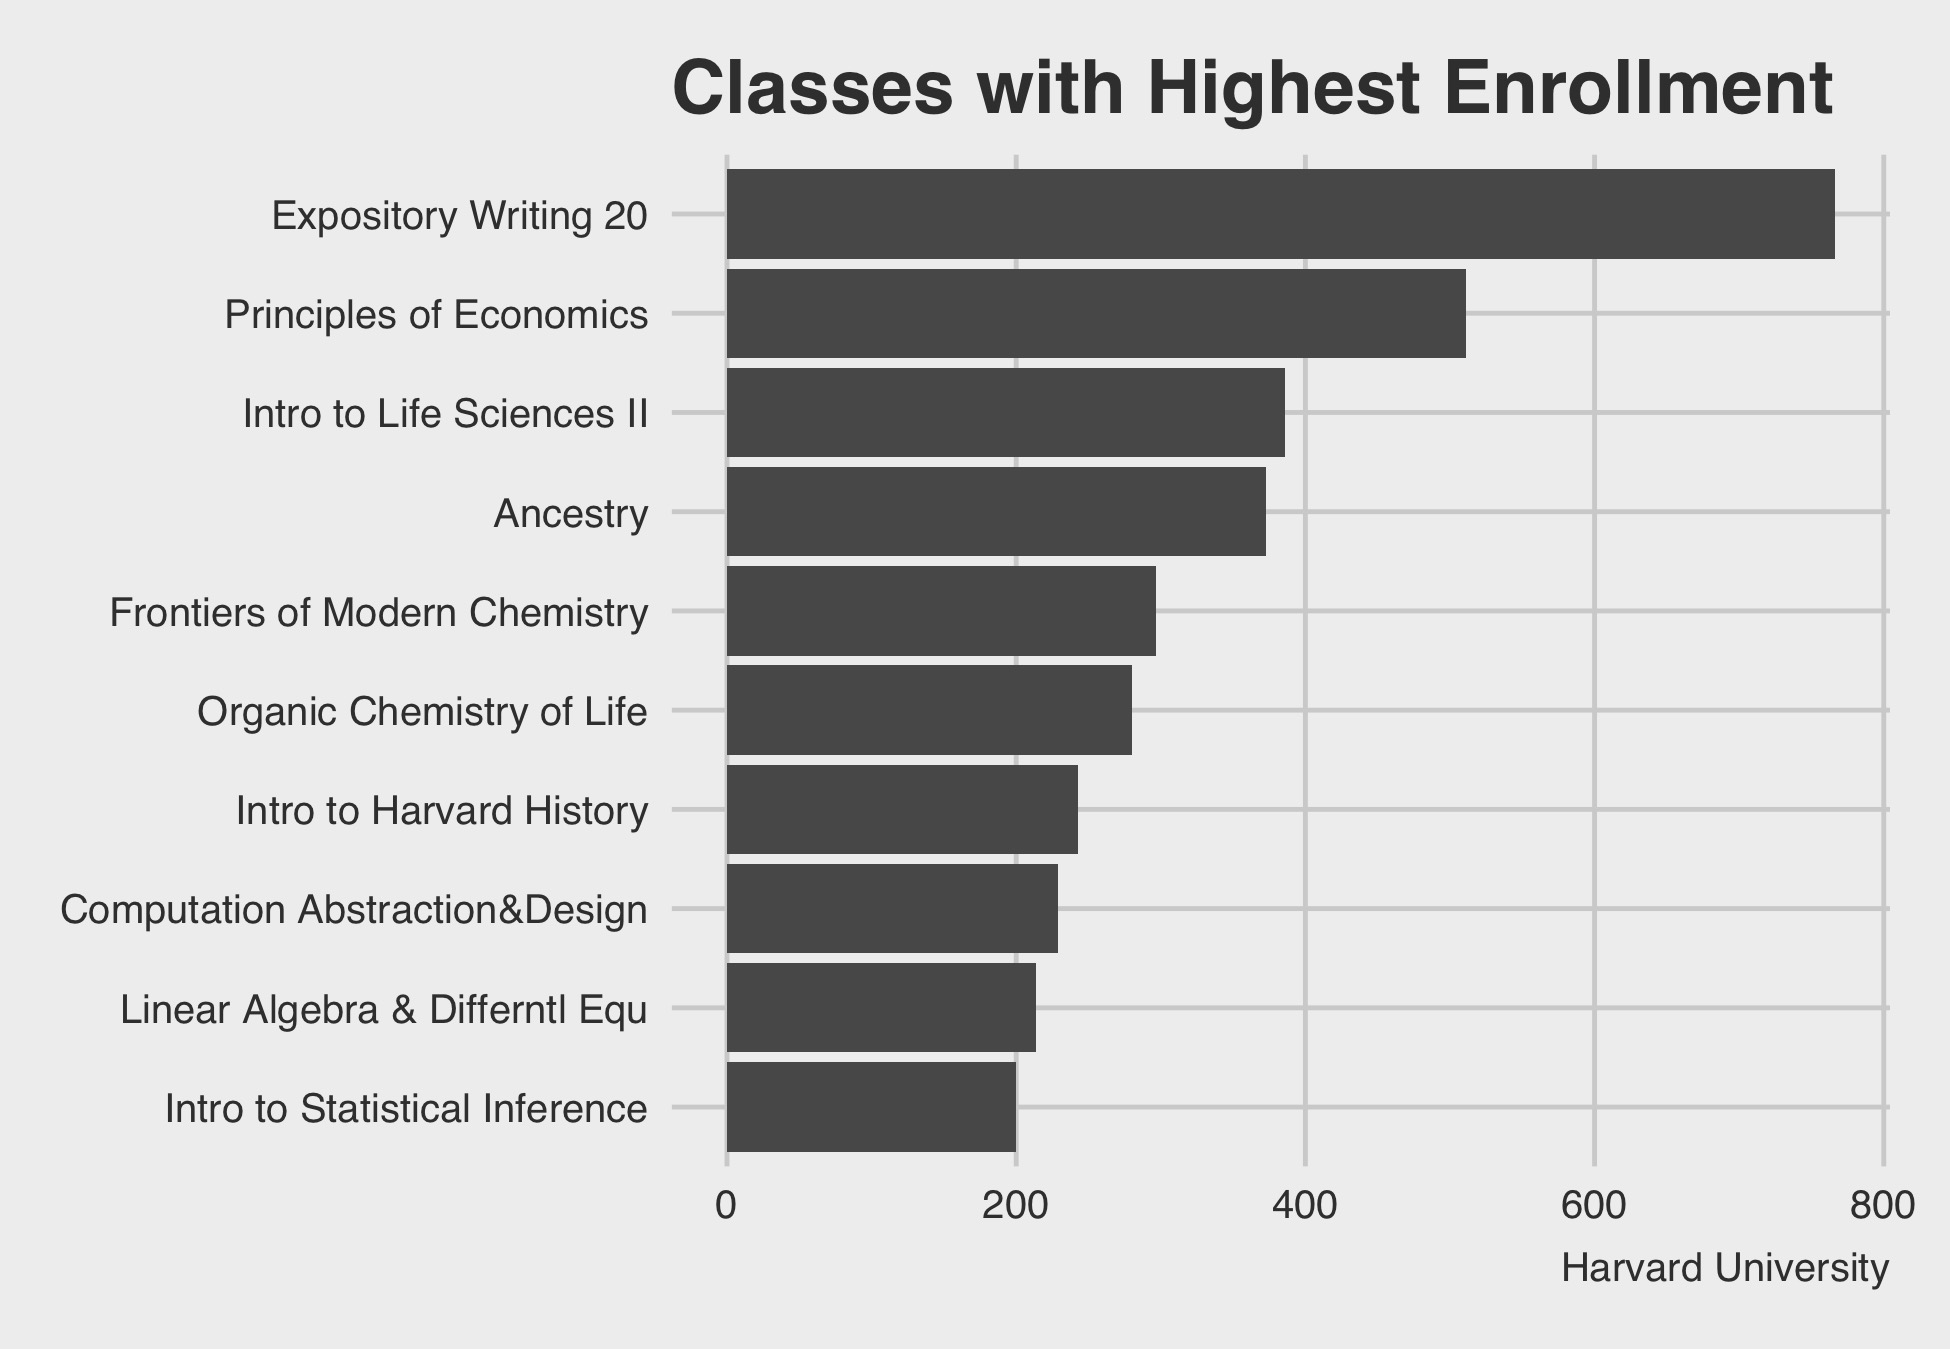 Classes with Highest Enrollment
Expository Writing 20
Principles of Economics
Intro to Life Sciences II
Ancestry
Frontiers of Modern Chemistry
Organic Chemistry of Life
Intro to Harvard History
Computation Abstraction&Design
Linear Algebra & Differntl Equ
Intro to Statistical Inference
0 200 400 600 800
Harvard University